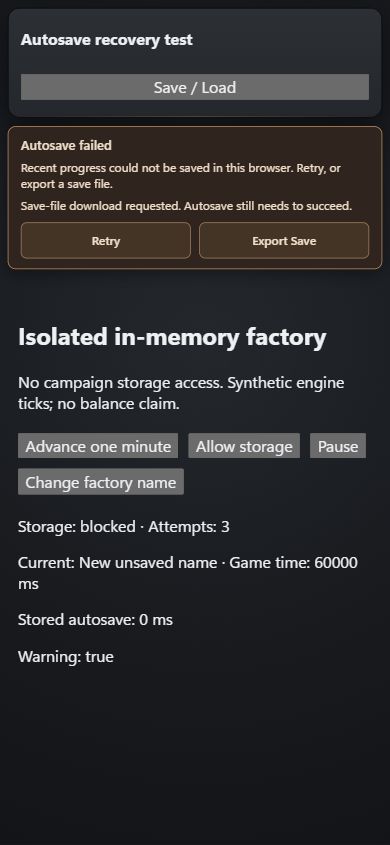 Autosave recovery test
Save / Load
Autosave failed
Recent progress could not be saved in this browser. Retry, or
export a save file.
Save-file download requested. Autosave still needs to succeed.
Retry
Export Save
Isolated in-memory factory
No campaign storage access. Synthetic engine
ticks; no balance claim.
Advance one minute
Allow storage
Pause
Change factory name
Storage: blocked · Attempts: 3
Current: New unsaved name · Game time: 60000
ms
Stored autosave: 0 ms
Warning: true